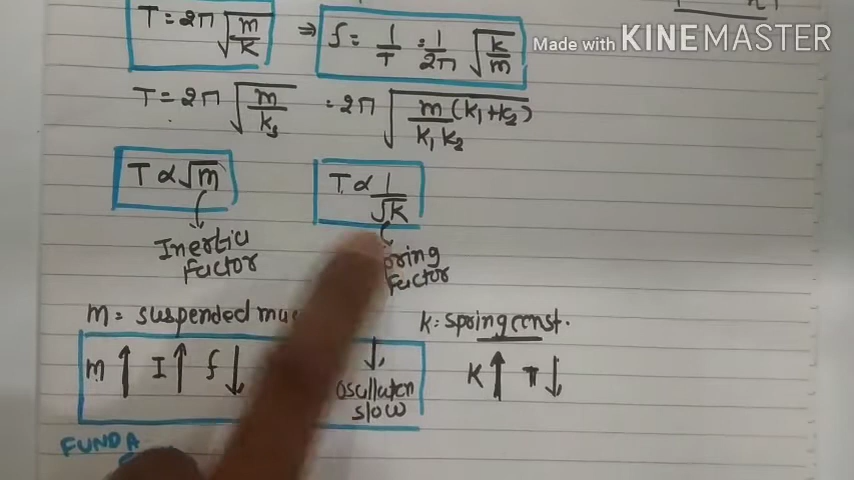 T = 2π √m/K ⇒ f = 1/T = 1/2π √k/m
Made with KINEMASTER
T = 2π √m/ks = 2π √m(k1+k2)/k1k2
T ∝ √m T ∝ 1/√K
Inertia pring
Factor Factor
m = suspended k: spring const.
m ↑ I ↑ f ↓ ↓ K ↑ T ↓
Oscillation
slow
FUNDA